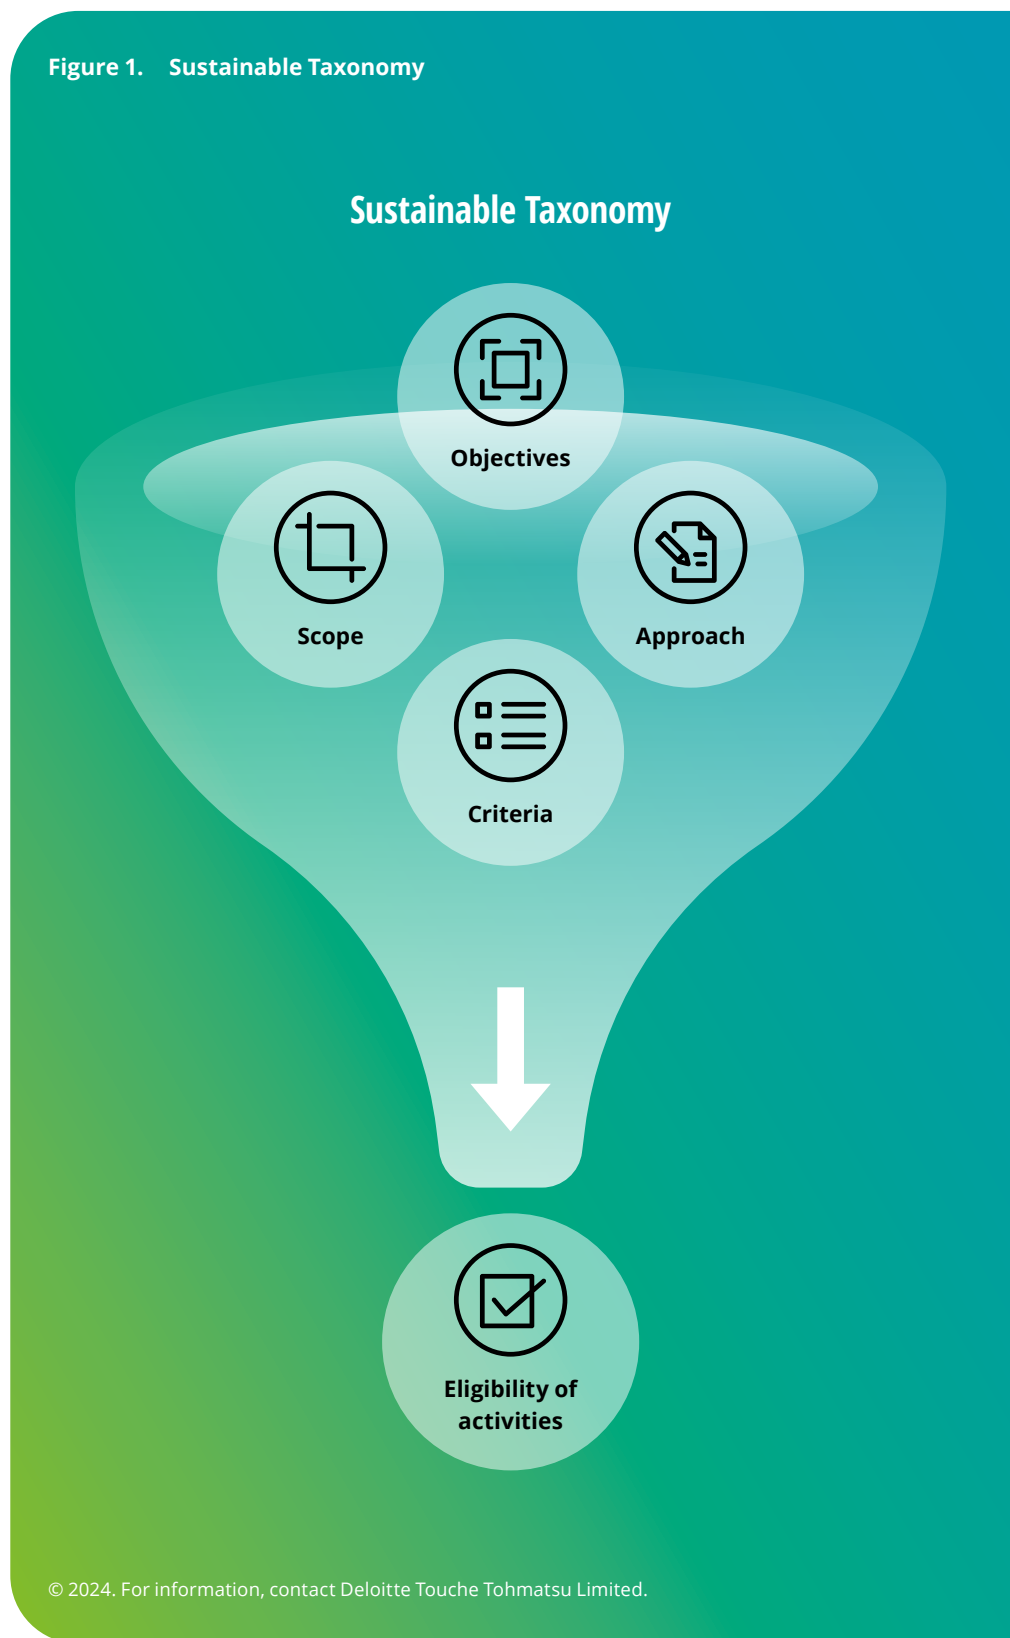 Figure 1. Sustainable Taxonomy
Sustainable Taxonomy
Objectives
Scope
Approach
Criteria
Eligibility of
activities
© 2024. For information, contact Deloitte Touche Tohmatsu Limited.